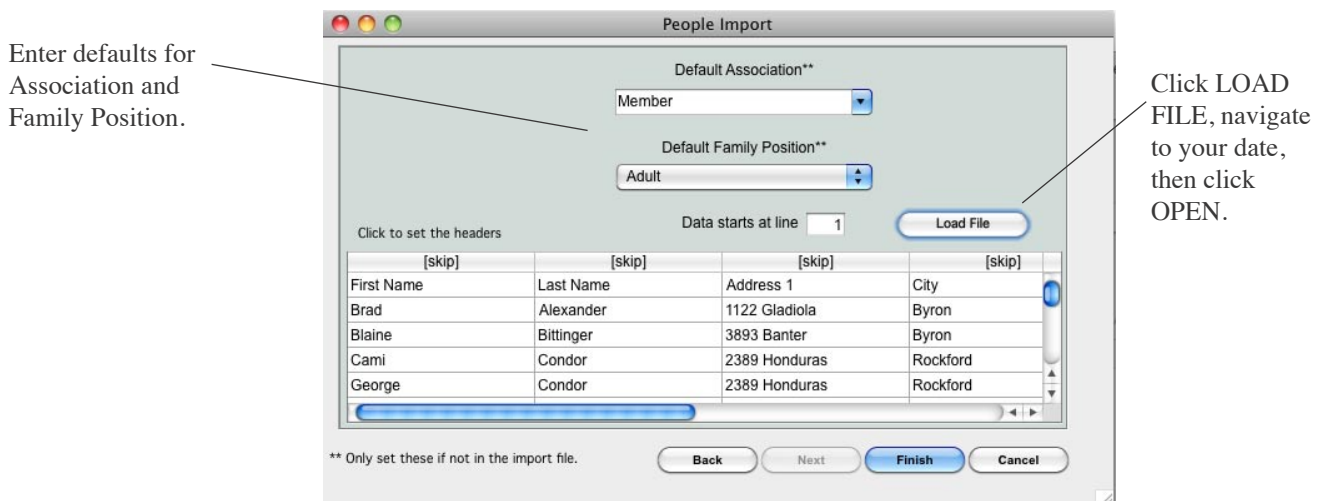 People Import
Enter defaults for
Association and
Family Position.
Default Association**
Member
Default Family Position**
Adult
Click LOAD
FILE, navigate
to your date,
then click
OPEN.
Click to set the headers
Data starts at line 1
Load File
[skip] [skip] [skip] [skip]
First Name Last Name Address 1 City
Brad Alexander 1122 Gladiola Byron
Blaine Bittinger 3893 Banter Byron
Cami Condor 2389 Honduras Rockford
George Condor 2389 Honduras Rockford
** Only set these if not in the import file.
Back Next Finish Cancel